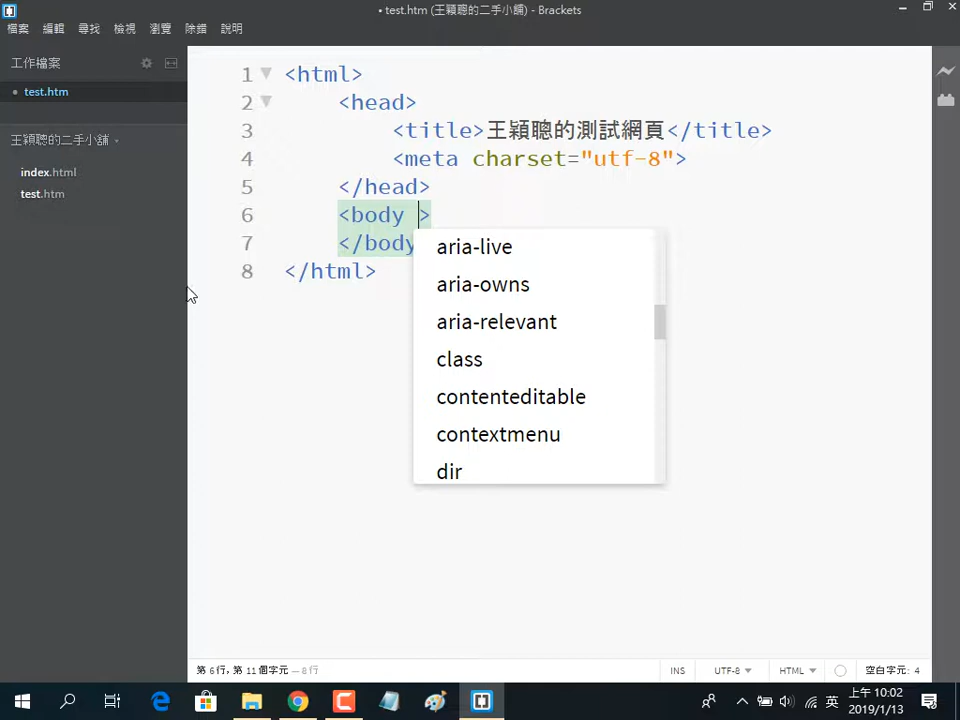 • test.htm (王穎聰的二手小舖) - Brackets
檔案 編輯 尋找 檢視 瀏覽 除錯 說明
工作檔案
• test.htm
王穎聰的二手小舖
index.html
test.htm
1 <html>
2 <head>
3 <title>王穎聰的測試網頁</title>
4 <meta charset="utf-8">
5 </head>
6 <body >
7 </body
8 </html>
aria-live
aria-owns
aria-relevant
class
contenteditable
contextmenu
dir
第 6 行, 第 11 個字元 — 8 行
INS UTF-8 HTML 空白字元: 4
英
上午 10:02
2019/1/13